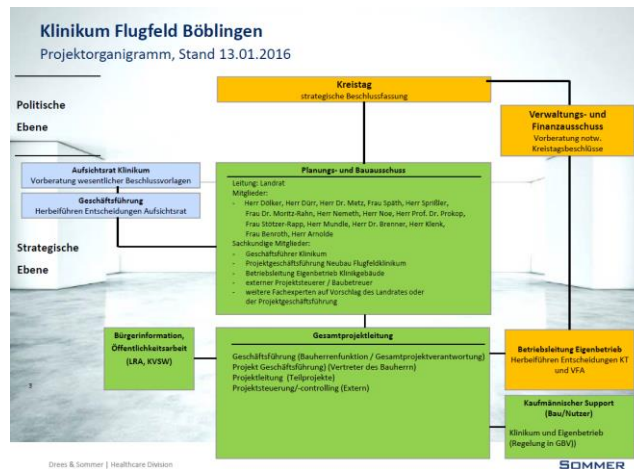 Klinikum Flugfeld Böblingen
Projektorganigramm, Stand 13.01.2016
Politische
Ebene
Kreistag
strategische Beschlussfassung
Verwaltungs- und
Finanzausschuss
Vorberatung notw.
Kreistagsbeschlüsse
Aufsichtsrat Klinikum
Vorberatung wesentlicher Beschlussvorlagen
Geschäftsführung
Herbeiführen Entscheidungen Aufsichtsrat
Strategische
Ebene
Planungs- und Bauausschuss
Leitung: Landrat
Mitglieder:
- Herr Dölker, Herr Dürr, Herr Dr. Metz, Frau Späth, Herr Sprißler,
Frau Dr. Moritz-Rahn, Herr Nemeth, Herr Noe, Herr Prof. Dr. Prokop,
Frau Stötzer-Rapp, Herr Mundle, Herr Dr. Brenner, Herr Klenk,
Frau Benroth, Herr Arnolde
Sachkundige Mitglieder:
- Geschäftsführer Klinikum
- Projektgeschäftsführung Neubau Flugfeldklinikum
- Betriebsleitung Eigenbetrieb Klinikgebäude
- externer Projektsteuerer / Baubetreuer
- weitere Fachexperten auf Vorschlag des Landrates oder
der Projektgeschäftsführung
Bürgerinformation,
Öffentlichkeitsarbeit
(LRA, KVSW)
Gesamtprojektleitung
Geschäftsführung (Bauherrenfunktion / Gesamtprojektverantwortung)
Projekt Geschäftsführung) (Vertreter des Bauherrn)
Projektleitung (Teilprojekte)
Projektsteuerung/-controlling (Extern)
Betriebsleitung Eigenbetrieb
Herbeiführen Entscheidungen KT
und VFA
Kaufmännischer Support
(Bau/Nutzer)
Klinikum und Eigenbetrieb
(Regelung in GBV))
Drees & Sommer | Healthcare Division
SOMMER